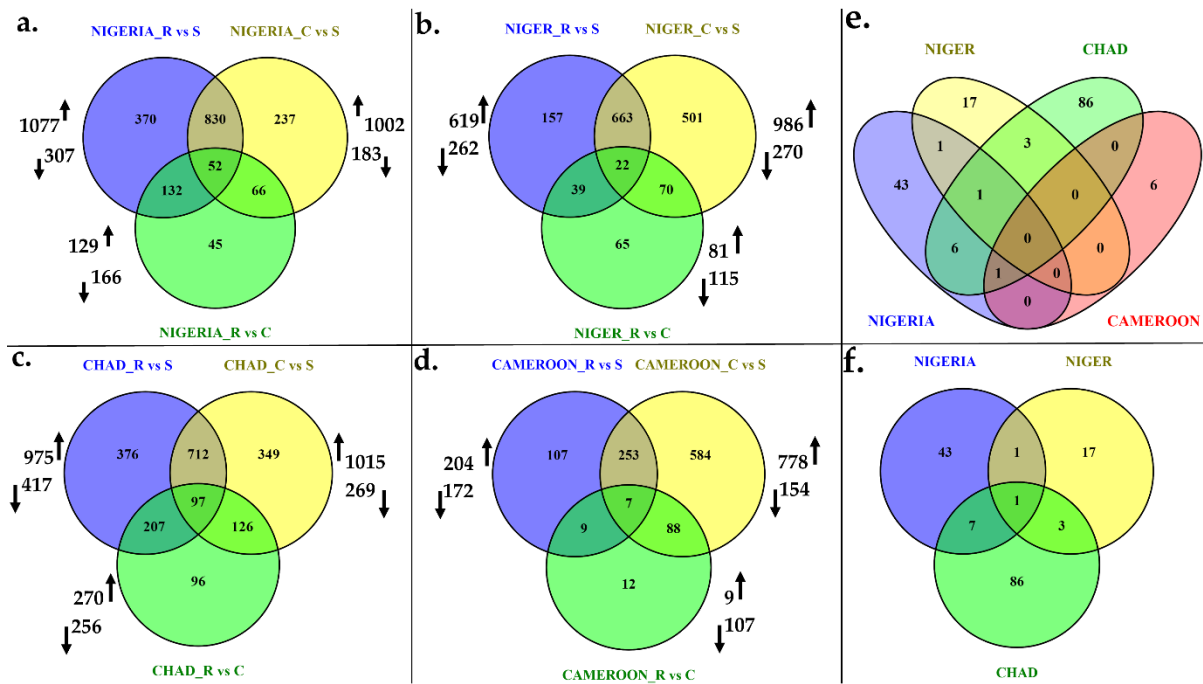 a.
NIGERIA_R vs S NIGERIA_C vs S
370 830 237
1077 307
1002 183
52
132 66
45
129 166
NIGERIA_R vs C
b.
NIGER_R vs S NIGER_C vs S
157 663 501
619 262
986 270
22
39 70
65
81 115
NIGER_R vs C
e.
NIGER CHAD
17 86
1 3 0
43 6
1 0
0
6 0
1 0
0
NIGERIA CAMEROON
c.
CHAD_R vs S CHAD_C vs S
376 712 349
975 417
1015 269
97
207 126
96
270 256
CHAD_R vs C
d.
CAMEROON_R vs S CAMEROON_C vs S
107 253 584
204 172
778 154
7
9 88
12
9 107
CAMEROON_R vs C
f.
NIGERIA NIGER
43 1 17
1
7 3
86
CHAD